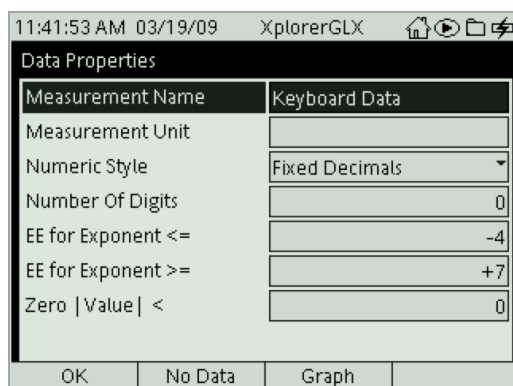 11:41:53 AM 03/19/09 XplorerGLX
Data Properties
Measurement Name Keyboard Data
Measurement Unit
Numeric Style Fixed Decimals
Number Of Digits 0
EE for Exponent <= -4
EE for Exponent >= +7
Zero |Value| < 0
OK No Data Graph